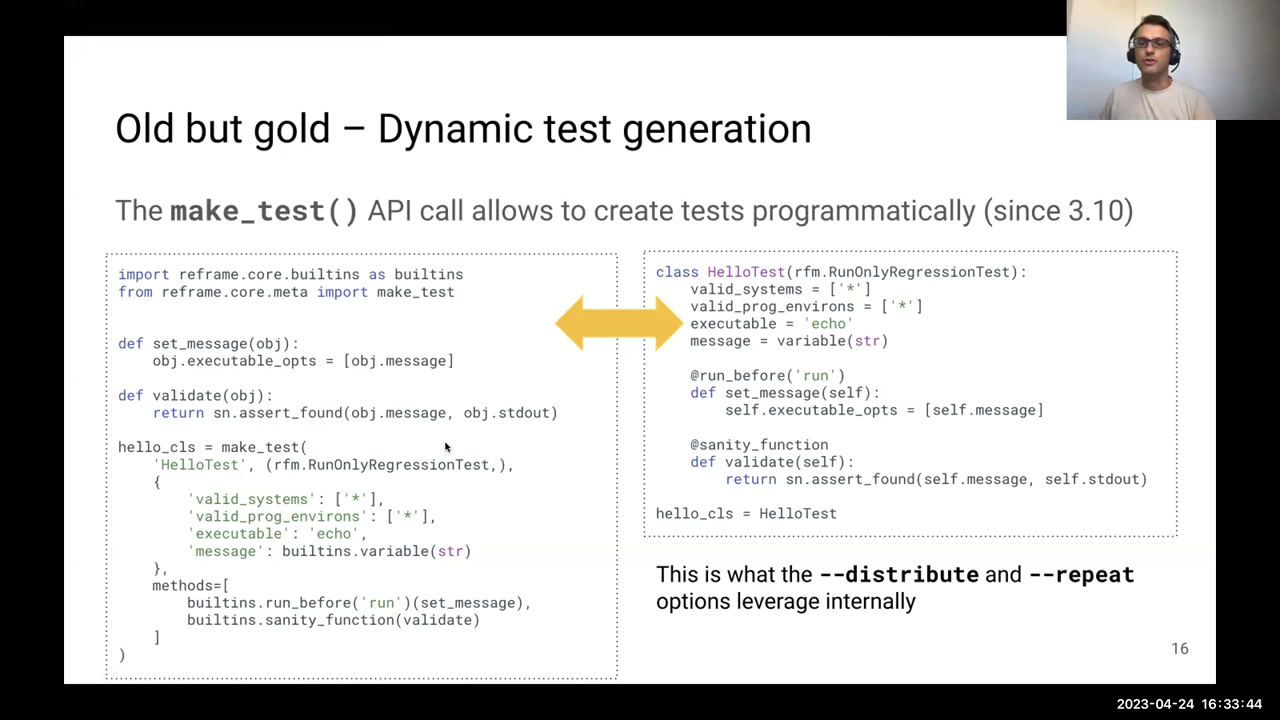 Old but gold – Dynamic test generation
The make_test() API call allows to create tests programmatically (since 3.10)
import reframe.core.builtins as builtins
from reframe.core.meta import make_test
def set_message(obj):
    obj.executable_opts = [obj.message]
def validate(obj):
    return sn.assert_found(obj.message, obj.stdout)
hello_cls = make_test(
    'HelloTest', (rfm.RunOnlyRegressionTest,),
    {
        'valid_systems': ['*'],
        'valid_prog_environs': ['*'],
        'executable': 'echo',
        'message': builtins.variable(str)
    },
    methods=[
        builtins.run_before('run')(set_message),
        builtins.sanity_function(validate)
    ]
)
class HelloTest(rfm.RunOnlyRegressionTest):
    valid_systems = ['*']
    valid_prog_environs = ['*']
    executable = 'echo'
    message = variable(str)
    @run_before('run')
    def set_message(self):
        self.executable_opts = [self.message]
    @sanity_function
    def validate(self):
        return sn.assert_found(self.message, self.stdout)
hello_cls = HelloTest
This is what the --distribute and --repeat
options leverage internally
16
2023-04-24 16:33:44